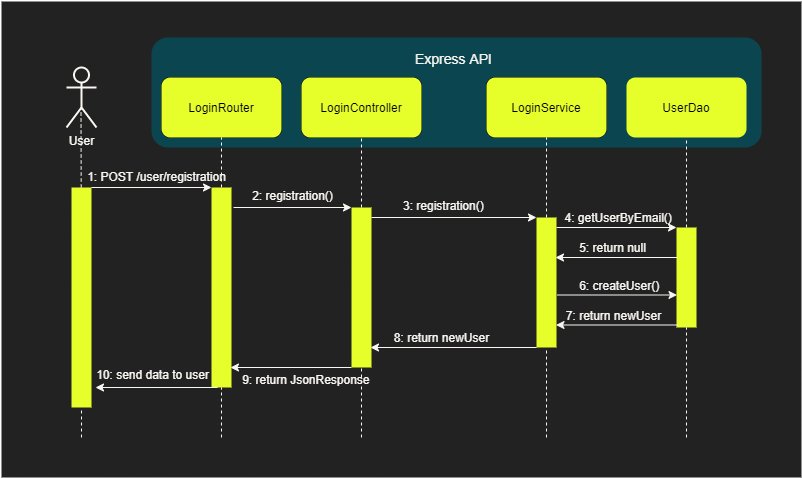 Express API
LoginRouter
LoginController
LoginService
UserDao
User
1: POST /user/registration
2: registration()
3: registration()
4: getUserByEmail()
5: return null
6: createUser()
7: return newUser
8: return newUser
9: return JsonResponse
10: send data to user